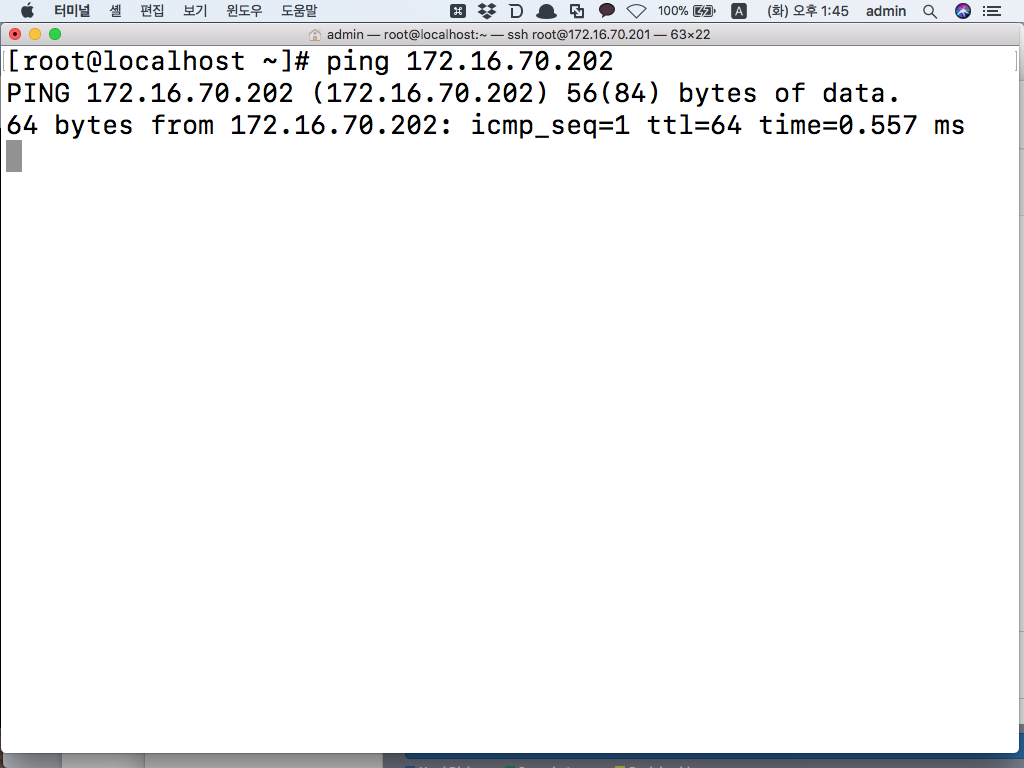 터미널 셸 편집 보기 윈도우 도움말 100% A (화) 오후 1:45 admin
admin — root@localhost:~ — ssh root@172.16.70.201 — 63×22
[root@localhost ~]# ping 172.16.70.202
PING 172.16.70.202 (172.16.70.202) 56(84) bytes of data.
64 bytes from 172.16.70.202: icmp_seq=1 ttl=64 time=0.557 ms